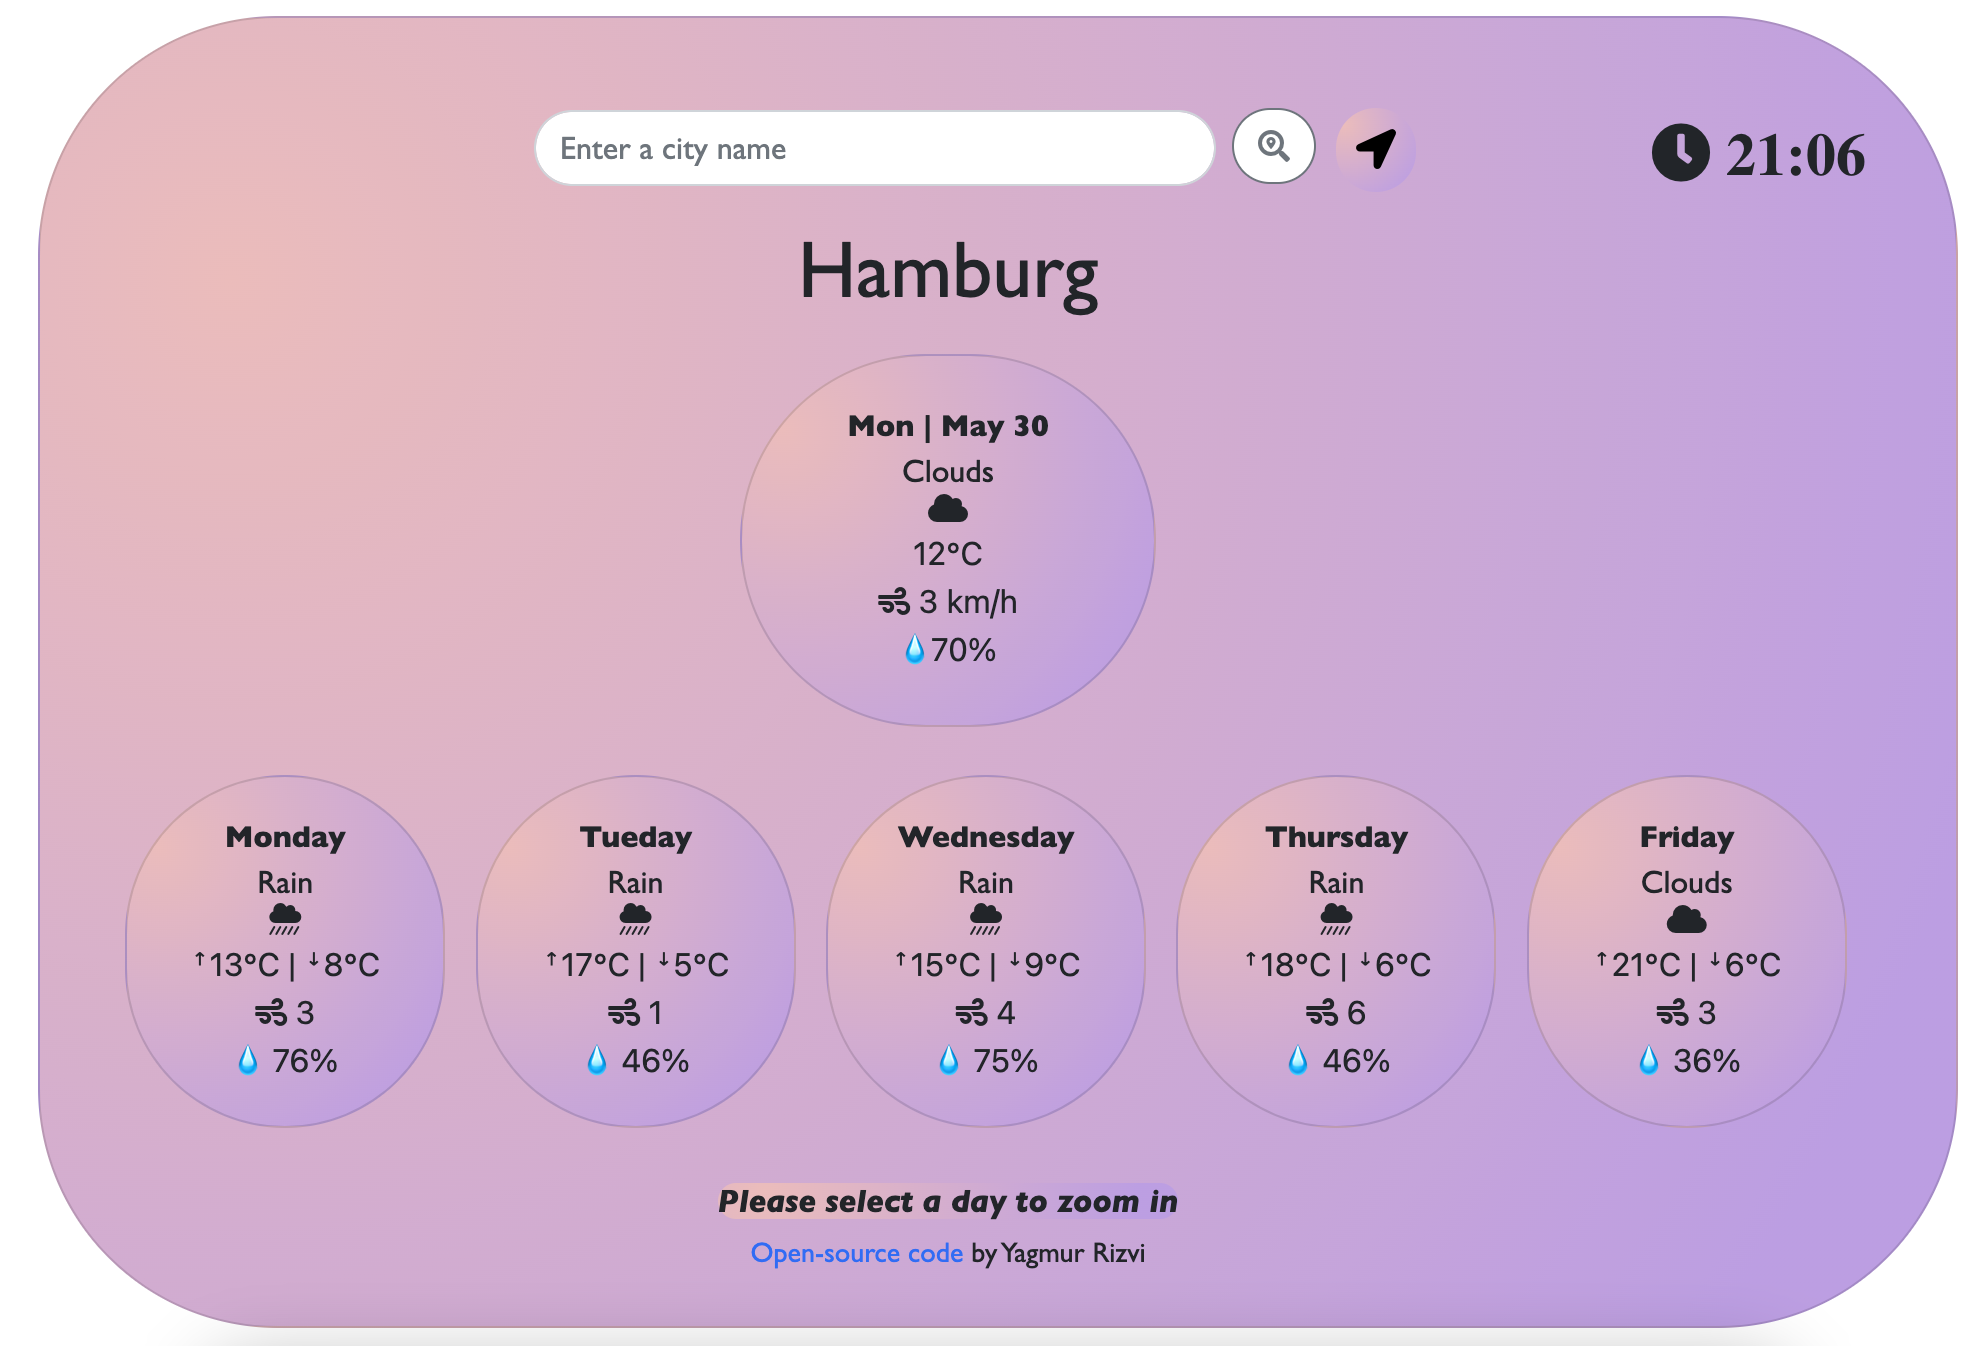 Enter a city name
21:06
Hamburg
Mon | May 30
Clouds
12°C
3 km/h
70%
Monday
Rain
↑13°C | ↓8°C
3
76%
Tueday
Rain
↑17°C | ↓5°C
1
46%
Wednesday
Rain
↑15°C | ↓9°C
4
75%
Thursday
Rain
↑18°C | ↓6°C
6
46%
Friday
Clouds
↑21°C | ↓6°C
3
36%
Please select a day to zoom in
Open-source code by Yagmur Rizvi